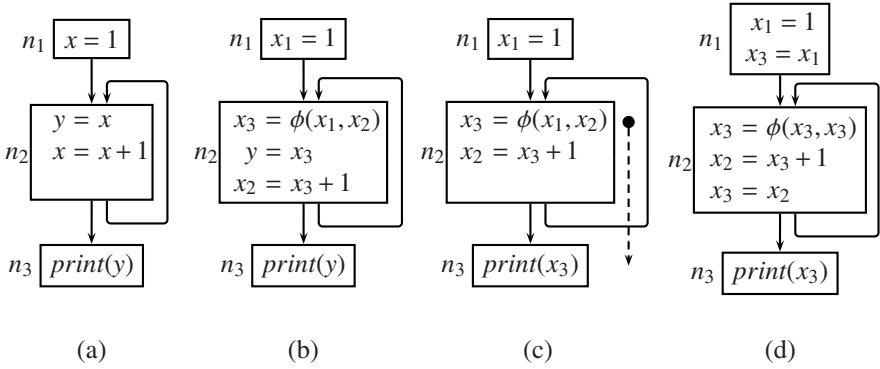 n1 x = 1
y = x
n2
x = x + 1
n3 print(y)
(a)
n1 x1 = 1
x3 = ϕ(x1, x2)
n2 y = x3
x2 = x3 + 1
n3 print(y)
(b)
n1 x1 = 1
x3 = ϕ(x1, x2)
n2 x2 = x3 + 1
n3 print(x3)
(c)
x1 = 1
n1
x3 = x1
x3 = ϕ(x3, x3)
n2 x2 = x3 + 1
x3 = x2
n3 print(x3)
(d)